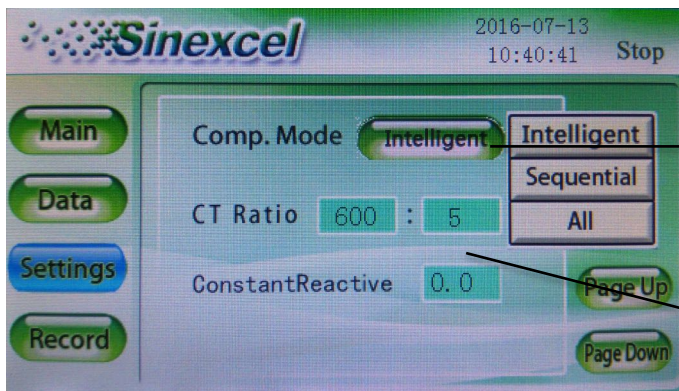 Sinexcel
2016-07-13
10:40:41 Stop
Main
Data
Settings
Record
Comp. Mode Intelligent
Intelligent
Sequential
All
CT Ratio 600 : 5
ConstantReactive 0.0
Page Up
Page Down